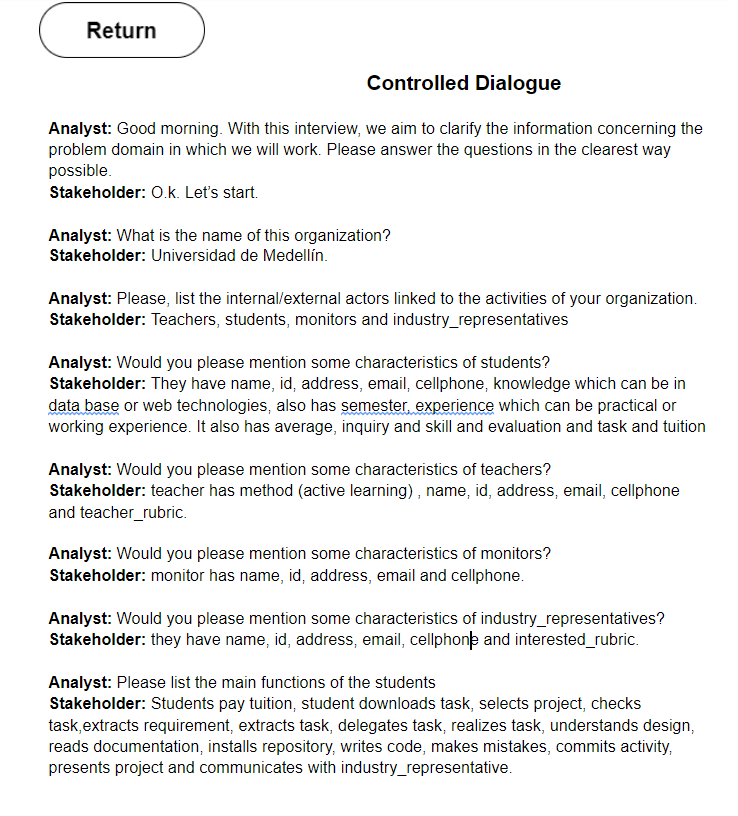 Return
Controlled Dialogue
Analyst: Good morning. With this interview, we aim to clarify the information concerning the
problem domain in which we will work. Please answer the questions in the clearest way
possible.
Stakeholder: O.k. Let's start.
Analyst: What is the name of this organization?
Stakeholder: Universidad de Medellín.
Analyst: Please, list the internal/external actors linked to the activities of your organization.
Stakeholder: Teachers, students, monitors and industry_representatives
Analyst: Would you please mention some characteristics of students?
Stakeholder: They have name, id, address, email, cellphone, knowledge which can be in
data base or web technologies, also has semester, experience which can be practical or
working experience. It also has average, inquiry and skill and evaluation and task and tuition
Analyst: Would you please mention some characteristics of teachers?
Stakeholder: teacher has method (active learning) , name, id, address, email, cellphone
and teacher_rubric.
Analyst: Would you please mention some characteristics of monitors?
Stakeholder: monitor has name, id, address, email and cellphone.
Analyst: Would you please mention some characteristics of industry_representatives?
Stakeholder: they have name, id, address, email, cellphone and interested_rubric.
Analyst: Please list the main functions of the students
Stakeholder: Students pay tuition, student downloads task, selects project, checks
task,extracts requirement, extracts task, delegates task, realizes task, understands design,
reads documentation, installs repository, writes code, makes mistakes, commits activity,
presents project and communicates with industry_representative.